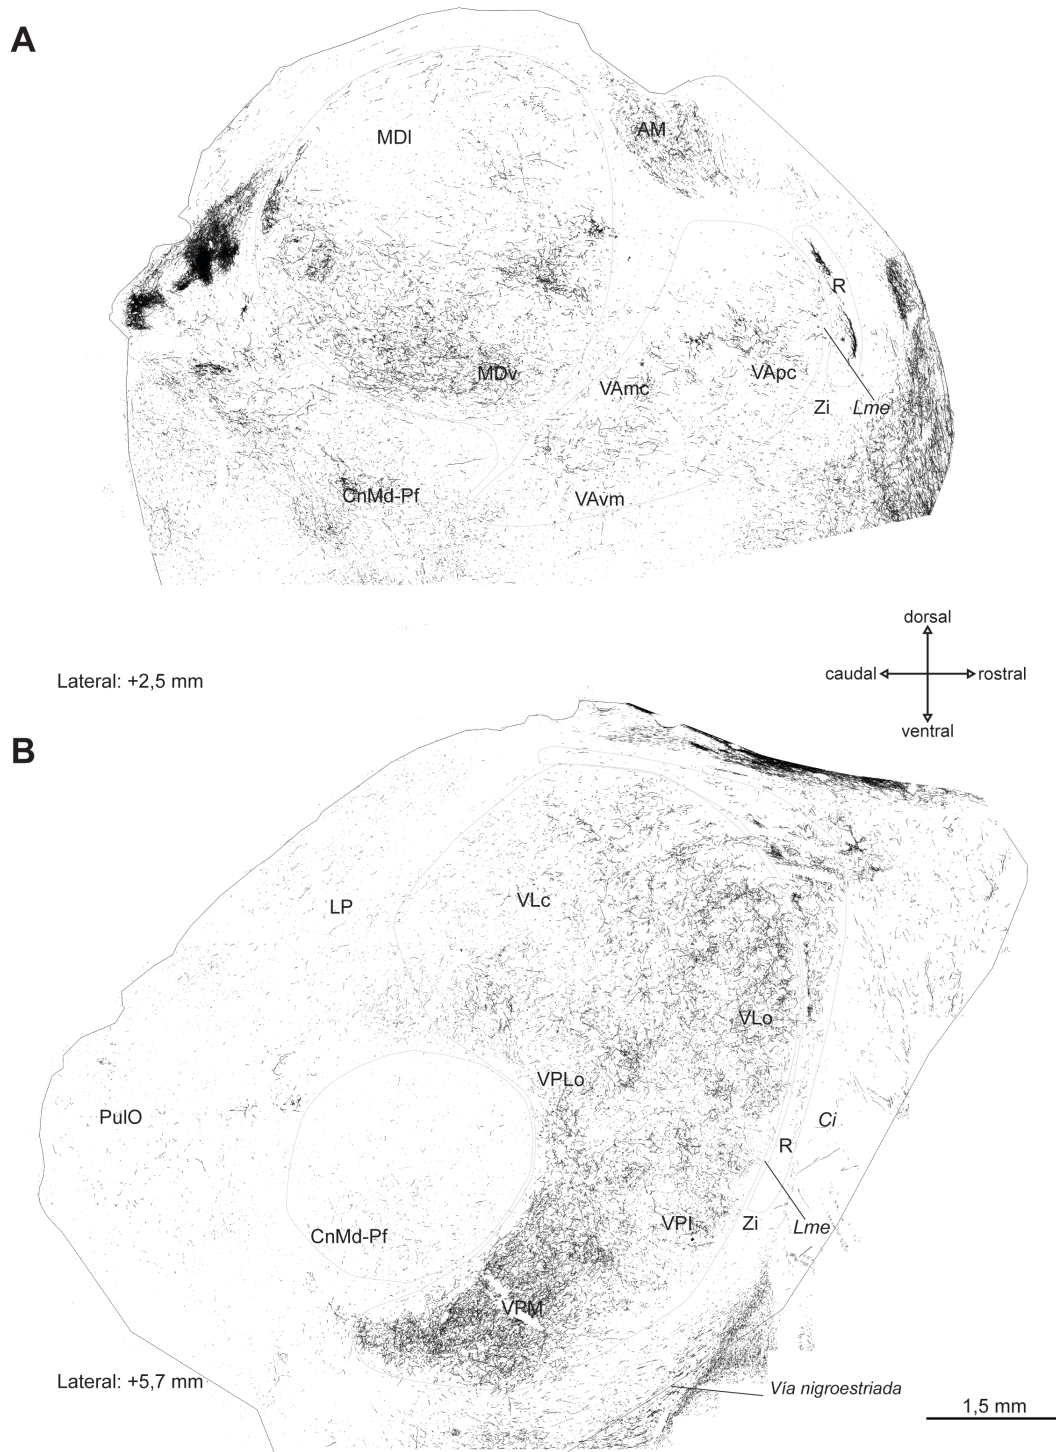 A
MDl
AM
R
MDv
VAmc
VApc
Zi
Lme
CnMd-Pf
VAvm
dorsal
caudal
rostral
ventral
Lateral: +2,5 mm
B
LP
VLc
VLo
VPLo
PulO
Ci
R
CnMd-Pf
VPI
Zi
Lme
VPM
Lateral: +5,7 mm
Vía nigroestriada
1,5 mm